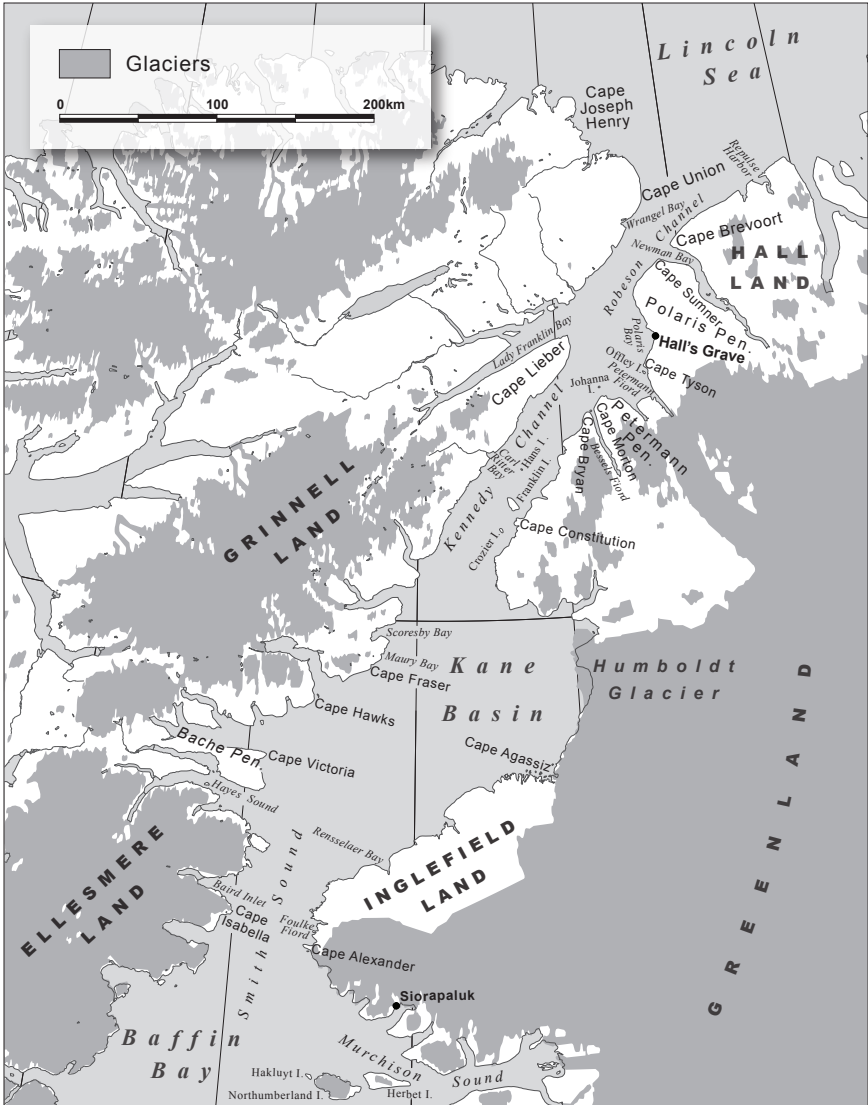 Glaciers
0 100 200km
Lincoln
Sea
Cape
Joseph
Henry
Repulse
Harbor
Cape Union
Wrangel Bay
Robeson Channel
Cape Brevoort
Newman Bay
HALL
LAND
Cape Sumner
Polaris Pen.
Polaris
Bay
Hall's Grave
Lady Franklin Bay
Cape Lieber
Offley I.
Petermann
Fiord
Cape Tyson
Johanna
I.
Petermann
Pen.
Cape Morton
Bessels Fiord
Cape Bryan
Kennedy Channel
Carl
Ritter
Bay
Hans I.
Franklin I.
Crozier I.
Cape Constitution
GRINNELL
LAND
Scoresby Bay
Maury Bay
Cape Fraser
Kane
Basin
Humboldt
Glacier
Cape Hawks
Bache Pen.
Cape Victoria
Cape Agassiz
Hayes Sound
GREENLAND
Rensselaer Bay
INGLEFIELD
LAND
ELLESMERE
LAND
Smith Sound
Baird Inlet
Cape
Isabella
Foulke
Fiord
Cape Alexander
Siorapaluk
Baffin
Bay
Murchison
Sound
Hakluyt I.
Northumberland I.
Herbet I.